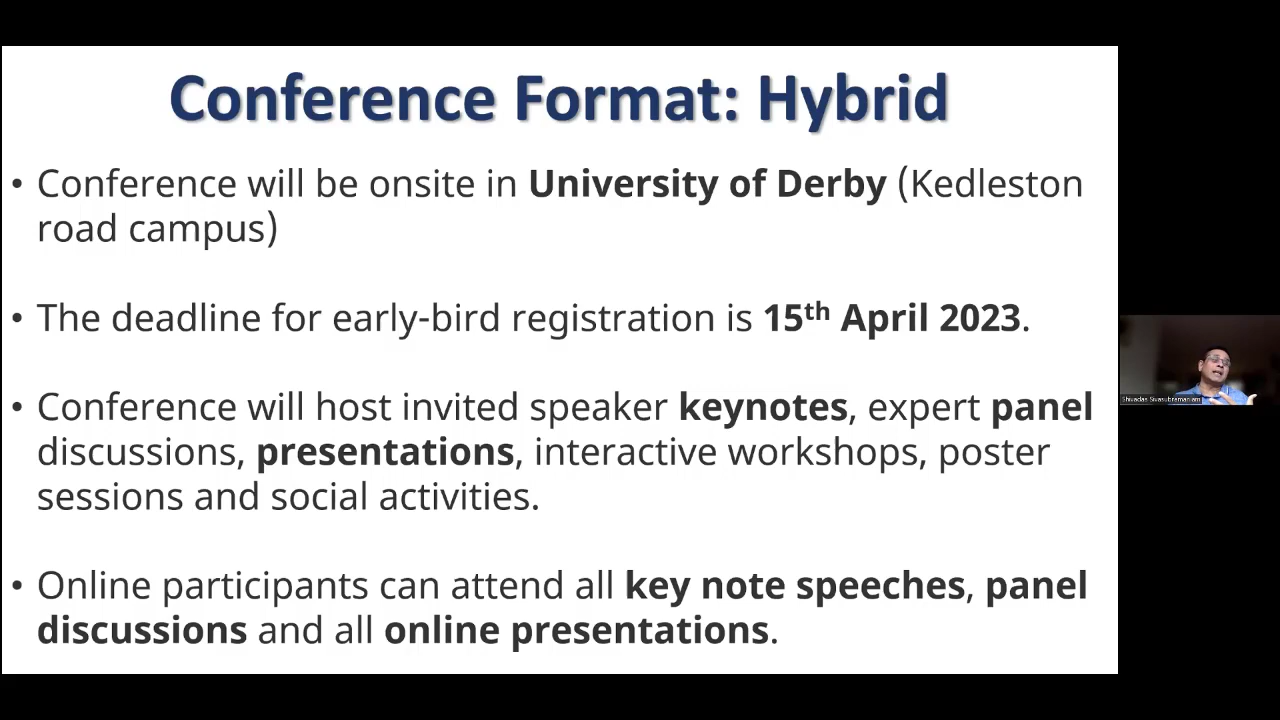 Conference Format: Hybrid
• Conference will be onsite in University of Derby (Kedleston
road campus)
• The deadline for early-bird registration is 15th April 2023.
• Conference will host invited speaker keynotes, expert panel
discussions, presentations, interactive workshops, poster
sessions and social activities.
• Online participants can attend all key note speeches, panel
discussions and all online presentations.
Shivadas Sivasubramaniam